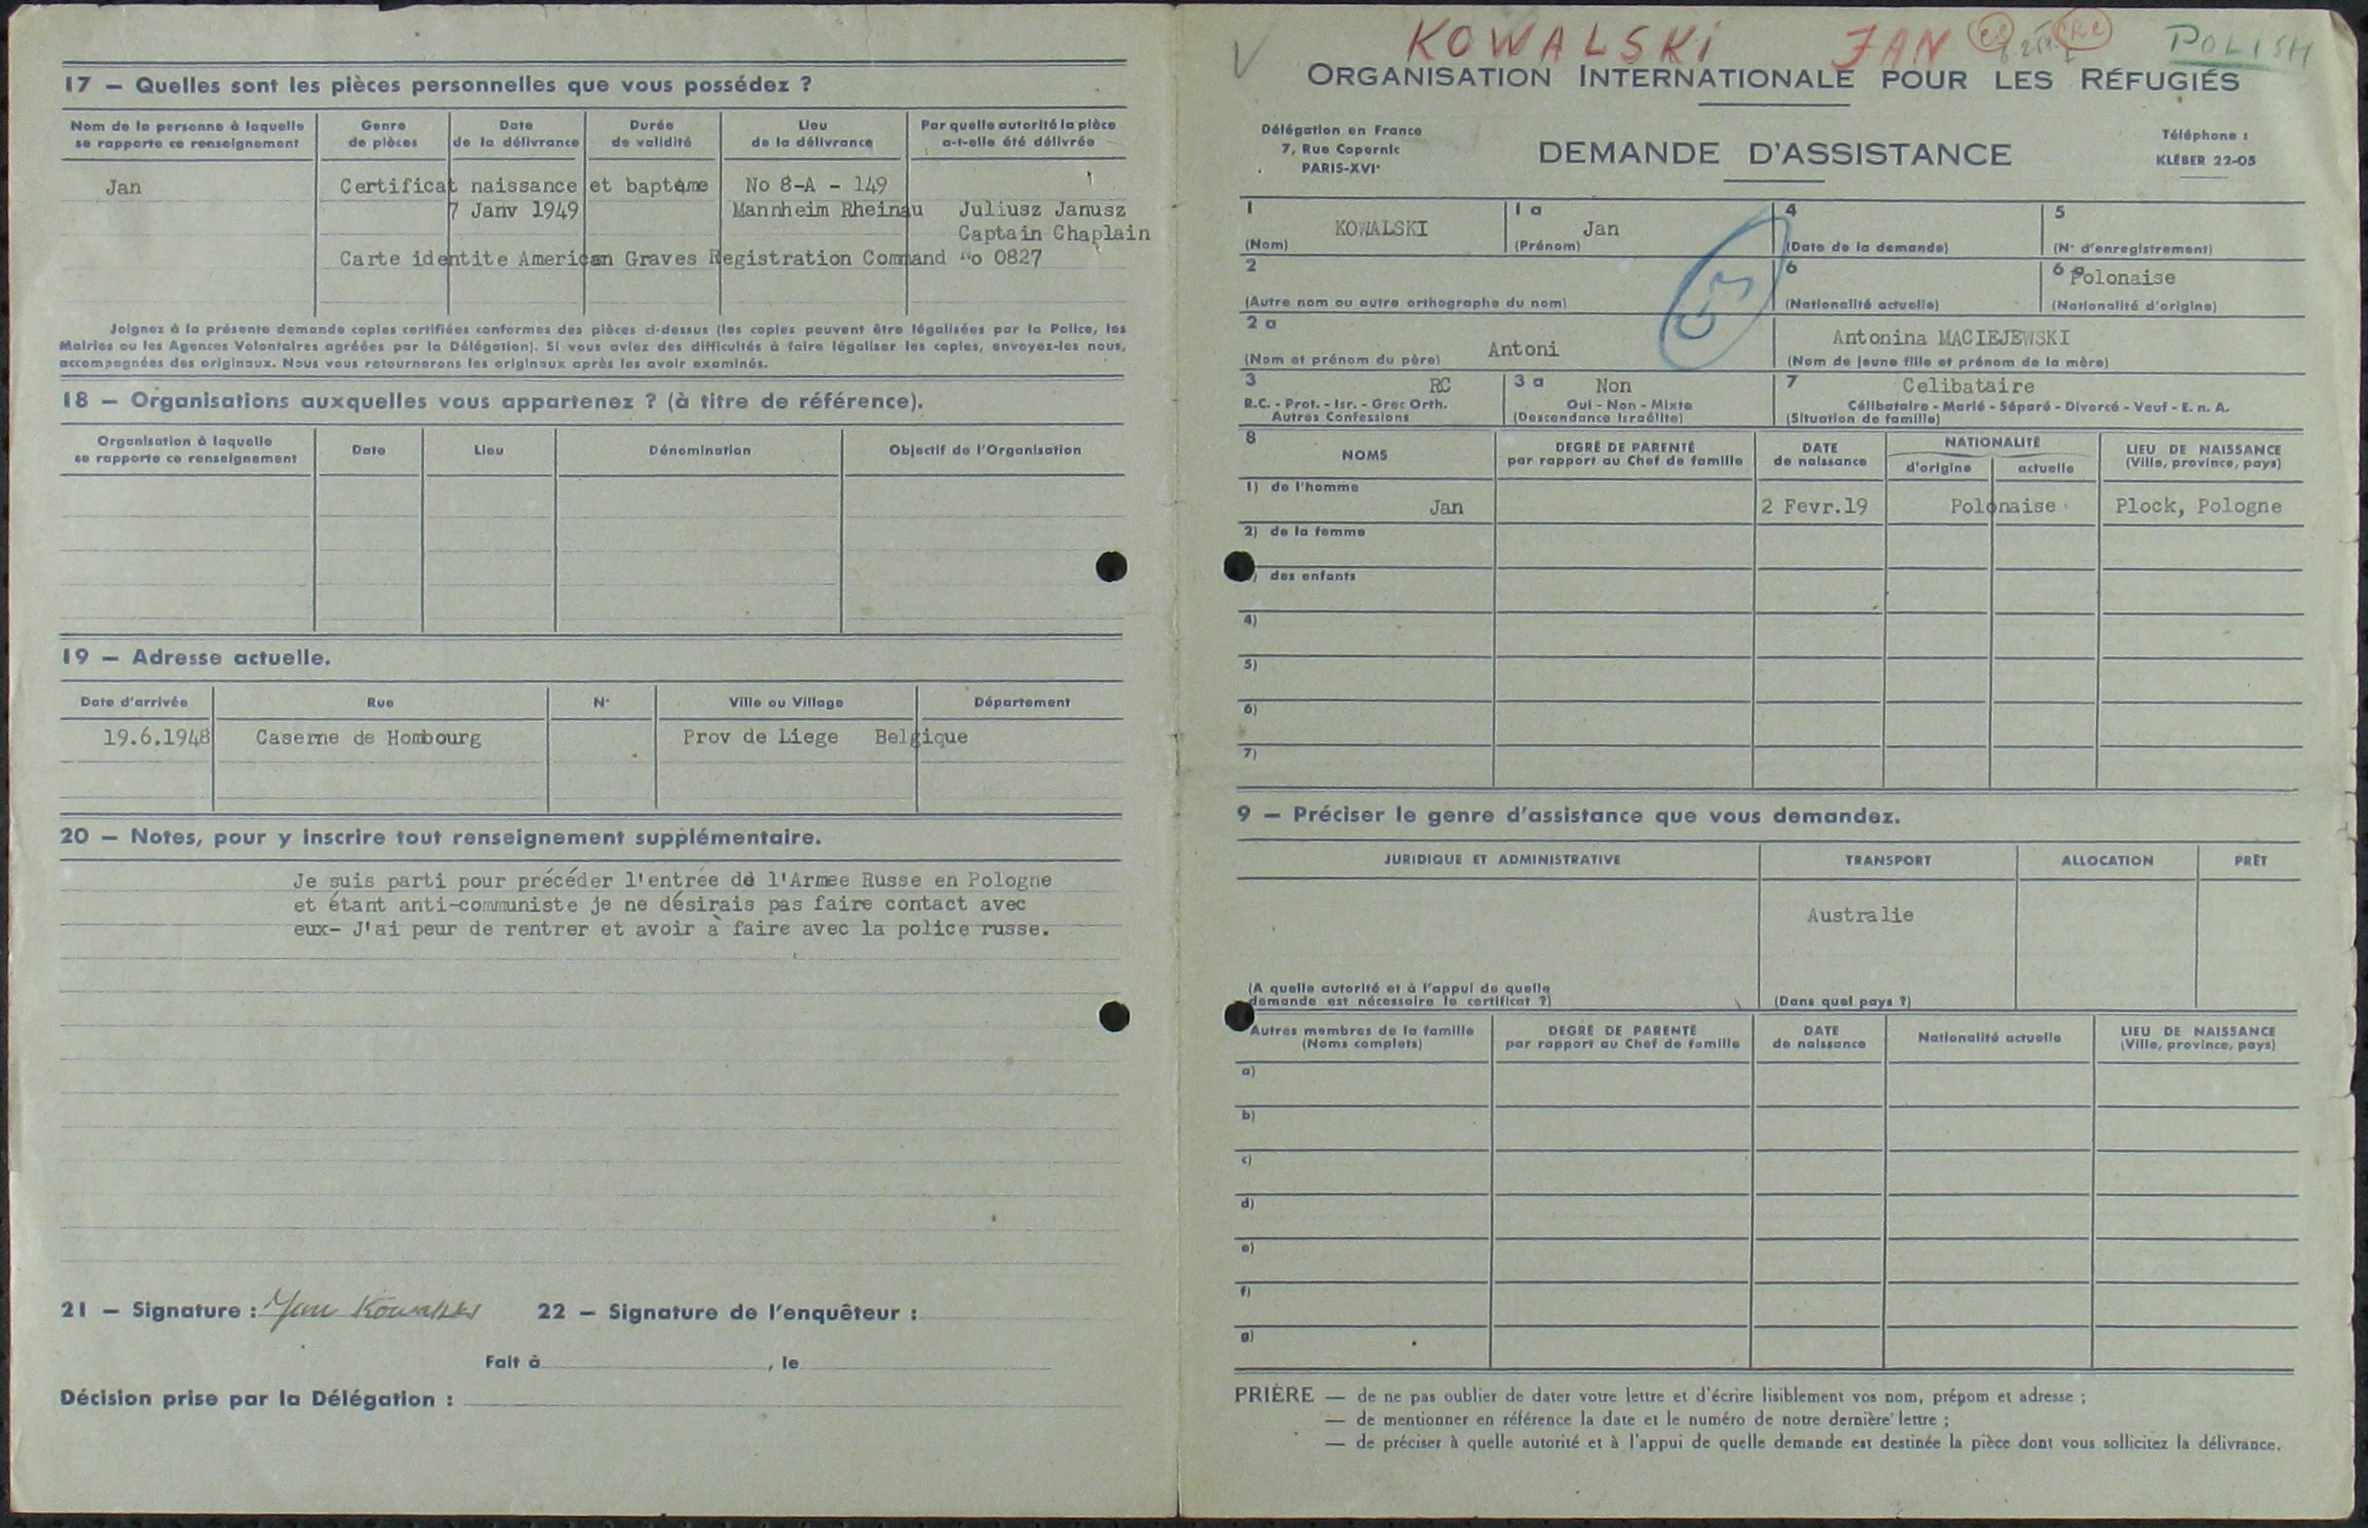 17 — Quelles sont les pièces personnelles que vous possédez ?
Nom de la personne à laquelle se rapporte ce renseignement | Genre de pièces | Date de la délivrance | Durée de validité | Lieu de la délivrance | Par quelle autorité la pièce a-t-elle été délivrée
Jan Certificat naissance et baptême No 8-A - 149
7 Janv 1949 Mannheim Rheinau Juliusz Janusz
Captain Chaplain
Carte identite American Graves Registration Command No 0827
Joignez à la présente demande copies certifiées conformes des pièces ci-dessus (les copies peuvent être légalisées par la Police, les
Mairies ou les Agences Volontaires agréées par la Délégation). Si vous aviez des difficultés à faire légaliser les copies, envoyez-les nous,
accompagnées des originaux. Nous vous retournerons les originaux après les avoir examinés.
18 — Organisations auxquelles vous appartenez ? (à titre de référence).
Organisation à laquelle se rapporte ce renseignement | Date | Lieu | Dénomination | Objectif de l'Organisation
19 — Adresse actuelle.
Date d'arrivée | Rue | N° | Ville ou Village | Département
19.6.1948 Caserne de Hombourg Prov de Liege Belgique
20 — Notes, pour y inscrire tout renseignement supplémentaire.
Je suis parti pour précéder l'entrée de l'Armee Russe en Pologne
et étant anti-communiste je ne désirais pas faire contact avec
eux- J'ai peur de rentrer et avoir à faire avec la police russe.
21 — Signature : Jan Kowalski 22 — Signature de l'enquêteur :
Fait à , le
Décision prise par la Délégation :
KOWALSKI JAN POLISH
ORGANISATION INTERNATIONALE POUR LES RÉFUGIÉS
Délégation en France
7, Rue Copernic
PARIS-XVIe
DEMANDE D'ASSISTANCE
Téléphone :
KLÉBER 22-05
1 KOWALSKI (Nom)
1 a Jan (Prénom)
4 (Date de la demande)
5 (N° d'enregistrement)
2 (Autre nom ou autre orthographe du nom)
6 (Nationalité actuelle)
6 a Polonaise (Nationalité d'origine)
2 a Antoni (Nom et prénom du père)
Antonina MACIEJEWSKI
(Nom de jeune fille et prénom de la mère)
3 RC
R.C. - Prot. - Isr. - Grec Orth.
Autres Confessions
3 a Non
Oui - Non - Mixte
(Descendance Israélite)
7 Celibataire
Célibataire - Marié - Séparé - Divorcé - Veuf - E. n. A.
(Situation de famille)
8 NOMS | DEGRÉ DE PARENTÉ par rapport au Chef de famille | DATE de naissance | NATIONALITÉ d'origine actuelle | LIEU DE NAISSANCE (Ville, province, pays)
1) de l'homme
Jan 2 Fevr.19 Polonaise Plock, Pologne
2) de la femme
des enfants
4)
5)
6)
7)
9 — Préciser le genre d'assistance que vous demandez.
JURIDIQUE ET ADMINISTRATIVE | TRANSPORT | ALLOCATION | PRÊT
Australie
(A quelle autorité et à l'appui de quelle
demande est nécessaire le certificat ?)
(Dans quel pays ?)
Autres membres de la famille (Noms complets) | DEGRÉ DE PARENTÉ par rapport au Chef de famille | DATE de naissance | Nationalité actuelle | LIEU DE NAISSANCE (Ville, province, pays)
a)
b)
c)
d)
e)
f)
g)
PRIÈRE — de ne pas oublier de dater votre lettre et d'écrire lisiblement vos nom, prénom et adresse ;
— de mentionner en référence la date et le numéro de notre dernière lettre ;
— de préciser à quelle autorité et à l'appui de quelle demande est destinée la pièce dont vous sollicitez la délivrance.